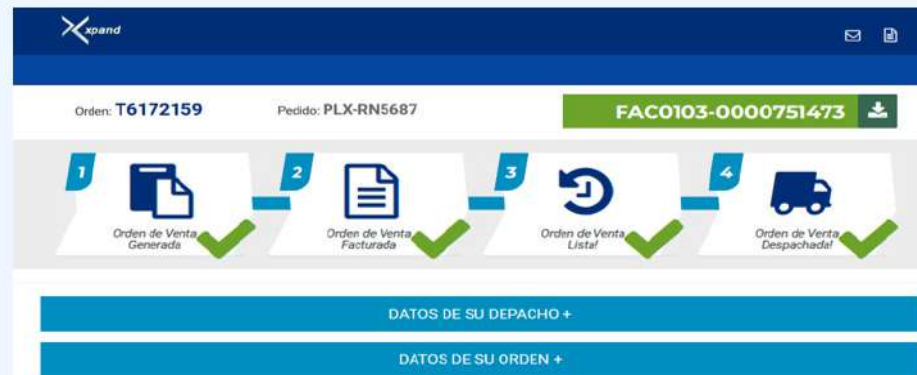 Xpand
Orden: T6172159
Pedido: PLX-RN5687
FAC0103-0000751473
1
2
3
4
Orden de Venta
Generada
Orden de Venta
Facturada
Orden de Venta
Lista!
Orden de Venta
Despachada!
DATOS DE SU DEPACHO +
DATOS DE SU ORDEN +